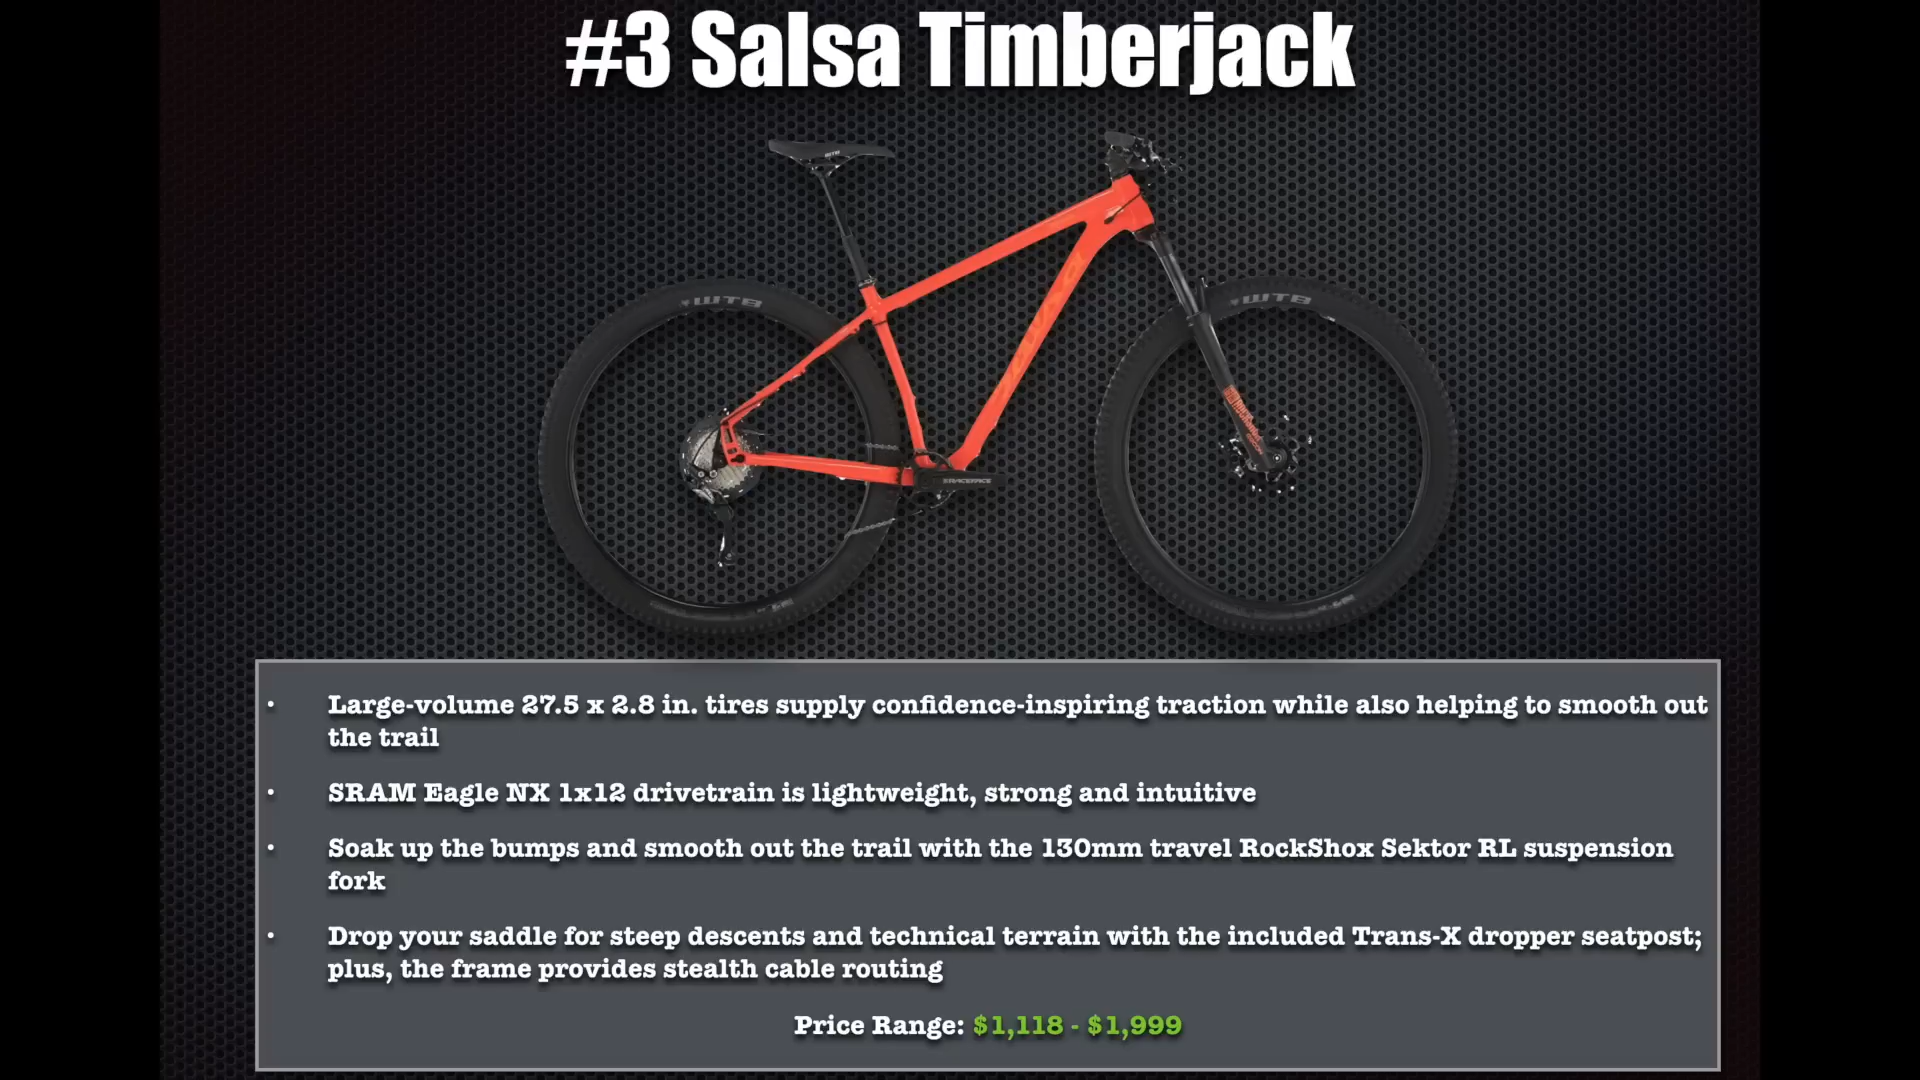 #3 Salsa Timberjack
WTB
WTB
WTB
RACEFACE
• Large-volume 27.5 x 2.8 in. tires supply confidence-inspiring traction while also helping to smooth out
the trail
• SRAM Eagle NX 1x12 drivetrain is lightweight, strong and intuitive
• Soak up the bumps and smooth out the trail with the 130mm travel RockShox Sektor RL suspension
fork
• Drop your saddle for steep descents and technical terrain with the included Trans-X dropper seatpost;
plus, the frame provides stealth cable routing
Price Range: $1,118 - $1,999